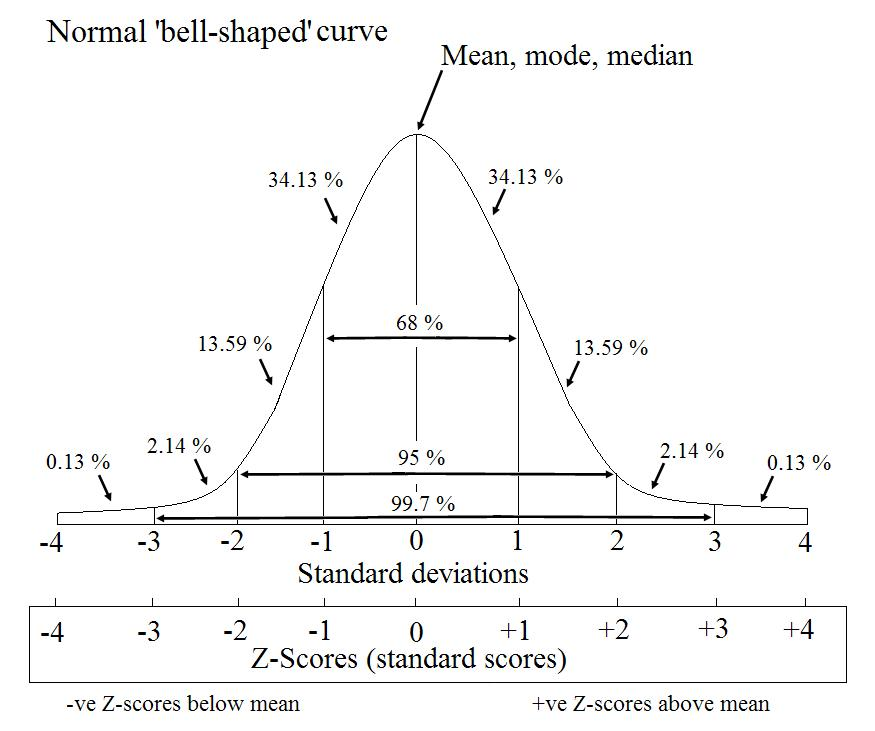 Normal 'bell-shaped' curve
Mean, mode, median
34.13 %
34.13 %
68 %
13.59 %
13.59 %
0.13 %
2.14 %
95 %
2.14 %
0.13 %
99.7 %
-4 -3 -2 -1 0 1 2 3 4
Standard deviations
-4 -3 -2 -1 0 +1 +2 +3 +4
Z-Scores (standard scores)
-ve Z-scores below mean
+ve Z-scores above mean